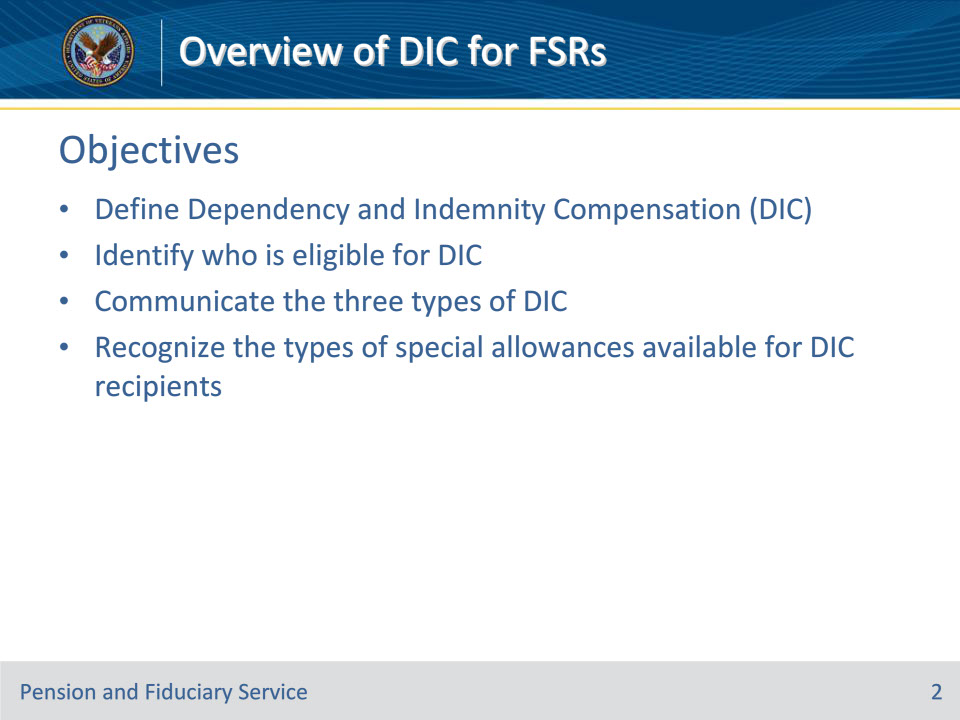 Overview of DIC for FSRs
Objectives
• Define Dependency and Indemnity Compensation (DIC)
• Identify who is eligible for DIC
• Communicate the three types of DIC
• Recognize the types of special allowances available for DIC
recipients
Pension and Fiduciary Service
2